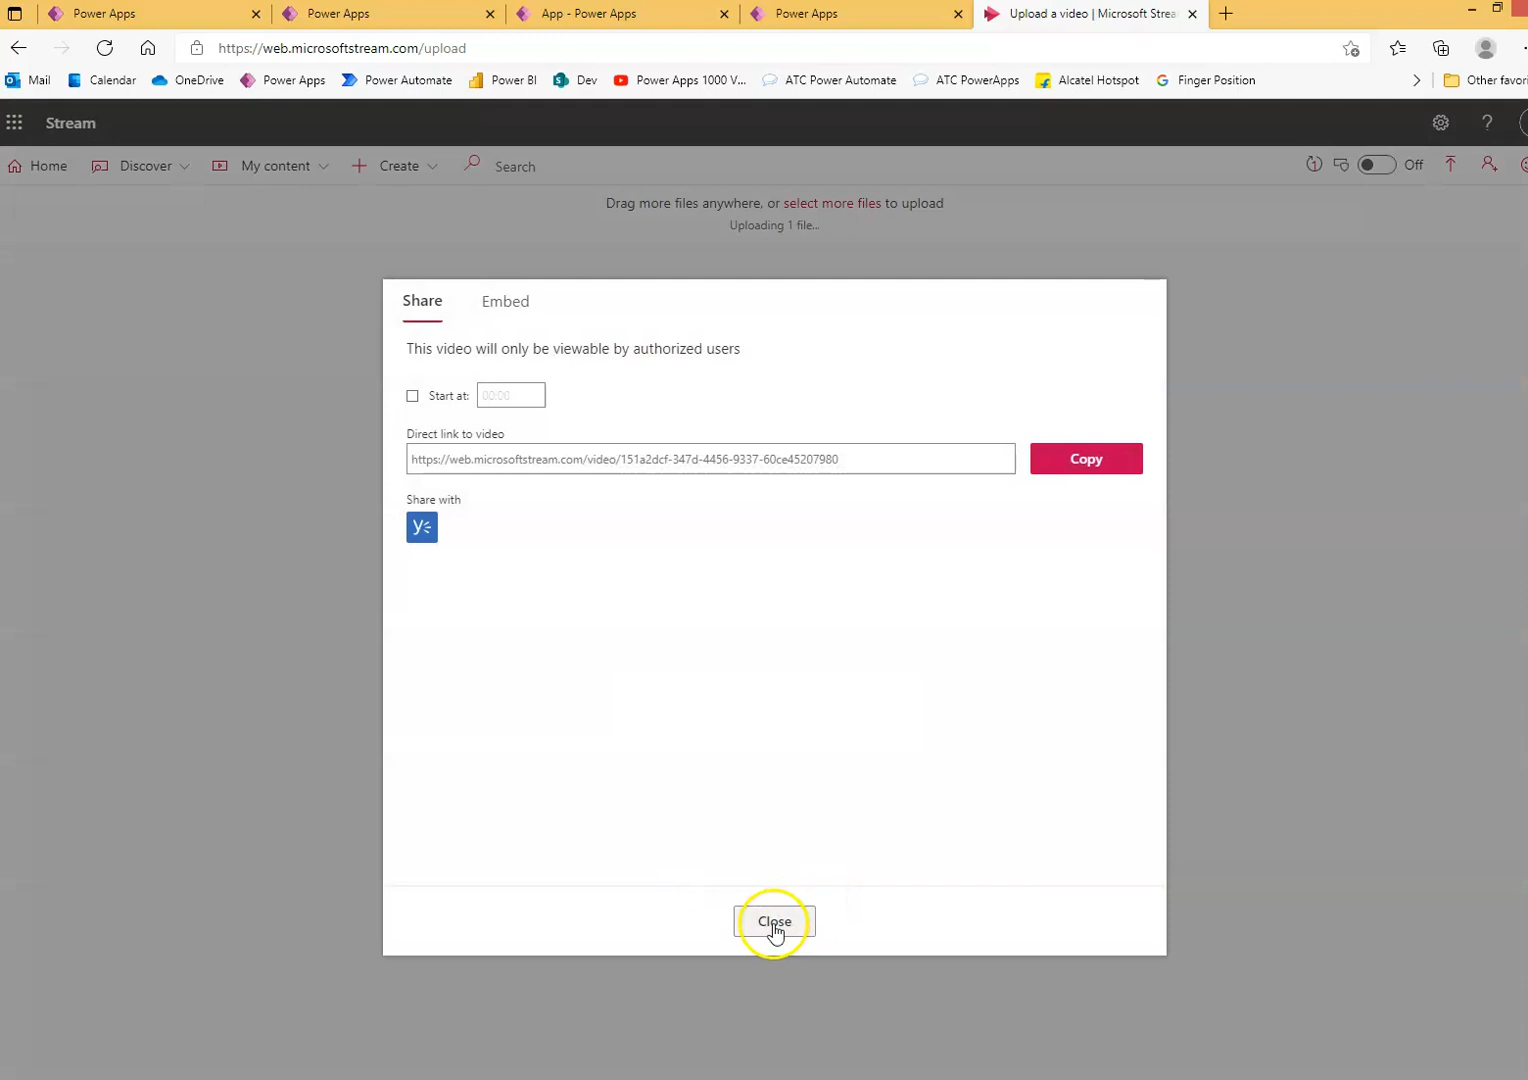 Power Apps
Power Apps
App - Power Apps
Power Apps
Upload a video | Microsoft Strea
https://web.microsoftstream.com/upload
Mail
Calendar
OneDrive
Power Apps
Power Automate
Power BI
Dev
Power Apps 1000 V...
ATC Power Automate
ATC PowerApps
Alcatel Hotspot
Finger Position
Other favori
Stream
Home
Discover
My content
Create
Search
Off
Drag more files anywhere, or select more files to upload
Uploading 1 file...
Share
Embed
This video will only be viewable by authorized users
Start at:
00:00
Direct link to video
https://web.microsoftstream.com/video/151a2dcf-347d-4456-9337-60ce45207980
Copy
Share with
Close